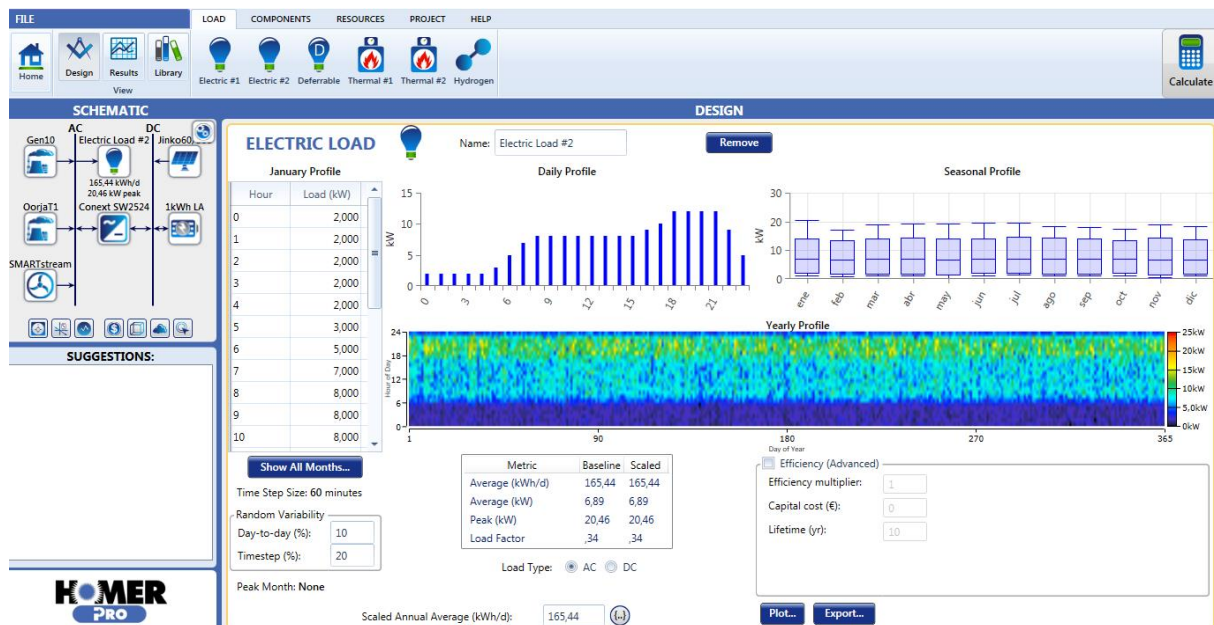 FILE
LOAD COMPONENTS RESOURCES PROJECT HELP
Home Design Results Library
View
Electric #1 Electric #2 Deferrable Thermal #1 Thermal #2 Hydrogen
D
Calculate
SCHEMATIC
AC DC
Gen10 Electric Load #2
165,44 kWh/d
20,46 kW peak
OorjaT1 Conext SW2524 1kWh LA
SMARTstream
SUGGESTIONS:
HOMER
PRO
DESIGN
ELECTRIC LOAD
Name: Electric Load #2
Remove
January Profile
Hour Load (kW)
0 2,000
1 2,000
2 2,000
3 2,000
4 2,000
5 3,000
6 5,000
7 7,000
8 8,000
9 8,000
10 8,000
Show All Months...
Time Step Size: 60 minutes
Random Variability
Day-to-day (%): 10
Timestep (%): 20
Peak Month: None
Daily Profile
kW
15
10
5
0
0 3 6 9 12 15 18 21
Seasonal Profile
kW
30
20
10
0
ene feb mar abr may jun jul ago sep oct nov dic
Yearly Profile
Hour of Day
24
18
12
6
0
1 90 180 270 365
Day of Year
25kW
20kW
15kW
10kW
5,0kW
0kW
Metric Baseline Scaled
Average (kWh/d) 165,44 165,44
Average (kW) 6,89 6,89
Peak (kW) 20,46 20,46
Load Factor ,34 ,34
Load Type: AC DC
Scaled Annual Average (kWh/d): 165,44 {..}
Efficiency (Advanced)
Efficiency multiplier: 1
Capital cost (€): 0
Lifetime (yr): 10
Plot... Export...